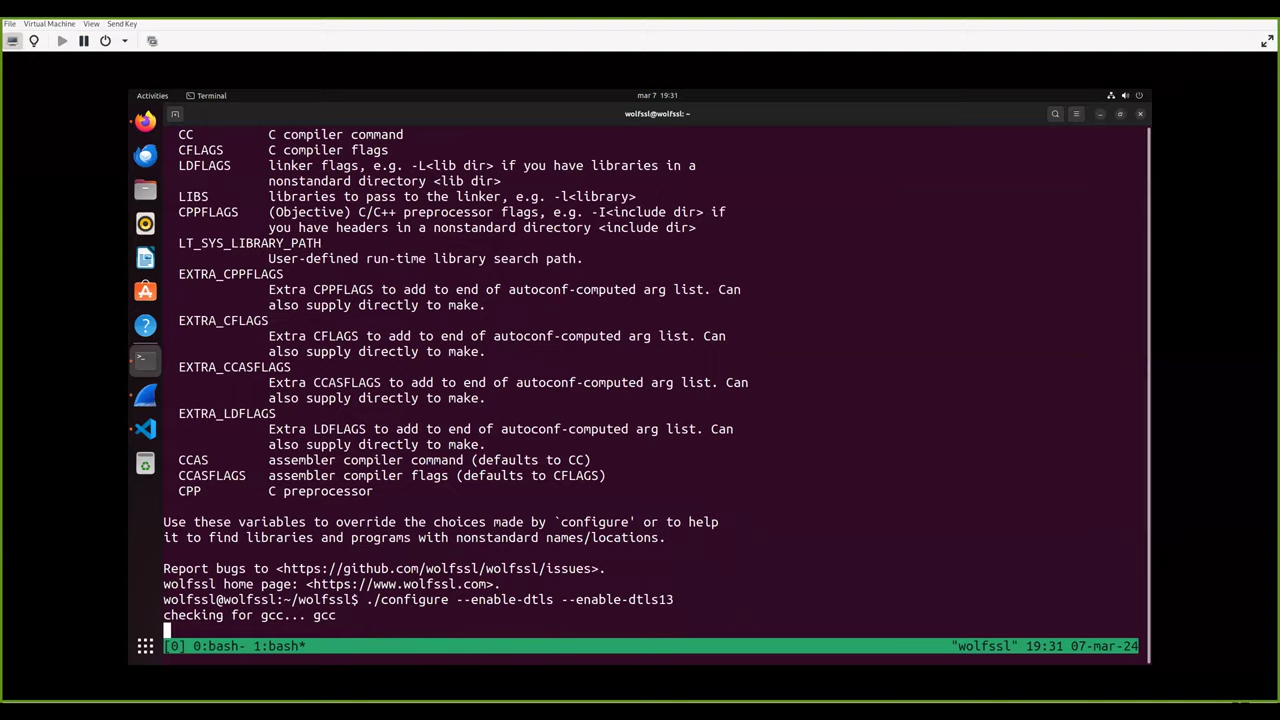 File Virtual Machine View Send Key
Activities Terminal mar 7 19:31
wolfssl@wolfssl: ~
CC C compiler command
CFLAGS C compiler flags
LDFLAGS linker flags, e.g. -L<lib dir> if you have libraries in a
nonstandard directory <lib dir>
LIBS libraries to pass to the linker, e.g. -l<library>
CPPFLAGS (Objective) C/C++ preprocessor flags, e.g. -I<include dir> if
you have headers in a nonstandard directory <include dir>
LT_SYS_LIBRARY_PATH
User-defined run-time library search path.
EXTRA_CPPFLAGS
Extra CPPFLAGS to add to end of autoconf-computed arg list. Can
also supply directly to make.
EXTRA_CFLAGS
Extra CFLAGS to add to end of autoconf-computed arg list. Can
also supply directly to make.
EXTRA_CCASFLAGS
Extra CCASFLAGS to add to end of autoconf-computed arg list. Can
also supply directly to make.
EXTRA_LDFLAGS
Extra LDFLAGS to add to end of autoconf-computed arg list. Can
also supply directly to make.
CCAS assembler compiler command (defaults to CC)
CCASFLAGS assembler compiler flags (defaults to CFLAGS)
CPP C preprocessor
Use these variables to override the choices made by `configure' or to help
it to find libraries and programs with nonstandard names/locations.
Report bugs to <https://github.com/wolfssl/wolfssl/issues>.
wolfssl home page: <https://www.wolfssl.com>.
wolfssl@wolfssl:~/wolfssl$ ./configure --enable-dtls --enable-dtls13
checking for gcc... gcc
[0] 0:bash- 1:bash* "wolfssl" 19:31 07-mar-24